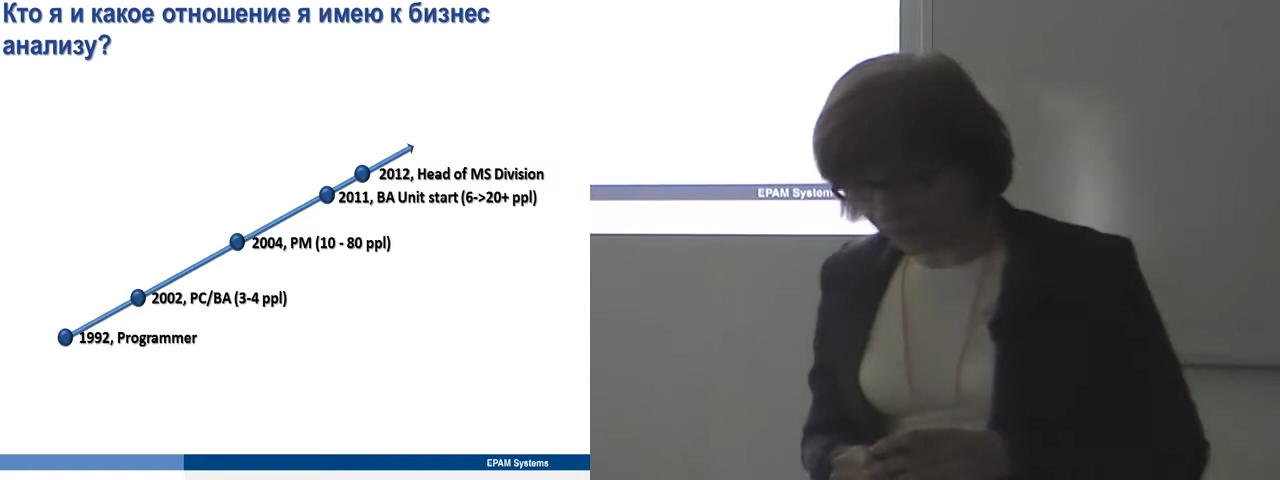 Кто я и какое отношение я имею к бизнес
анализу?
2012, Head of MS Division
2011, BA Unit start (6->20+ ppl)
2004, PM (10 - 80 ppl)
2002, PC/BA (3-4 ppl)
1992, Programmer
EPAM Systems
EPAM System